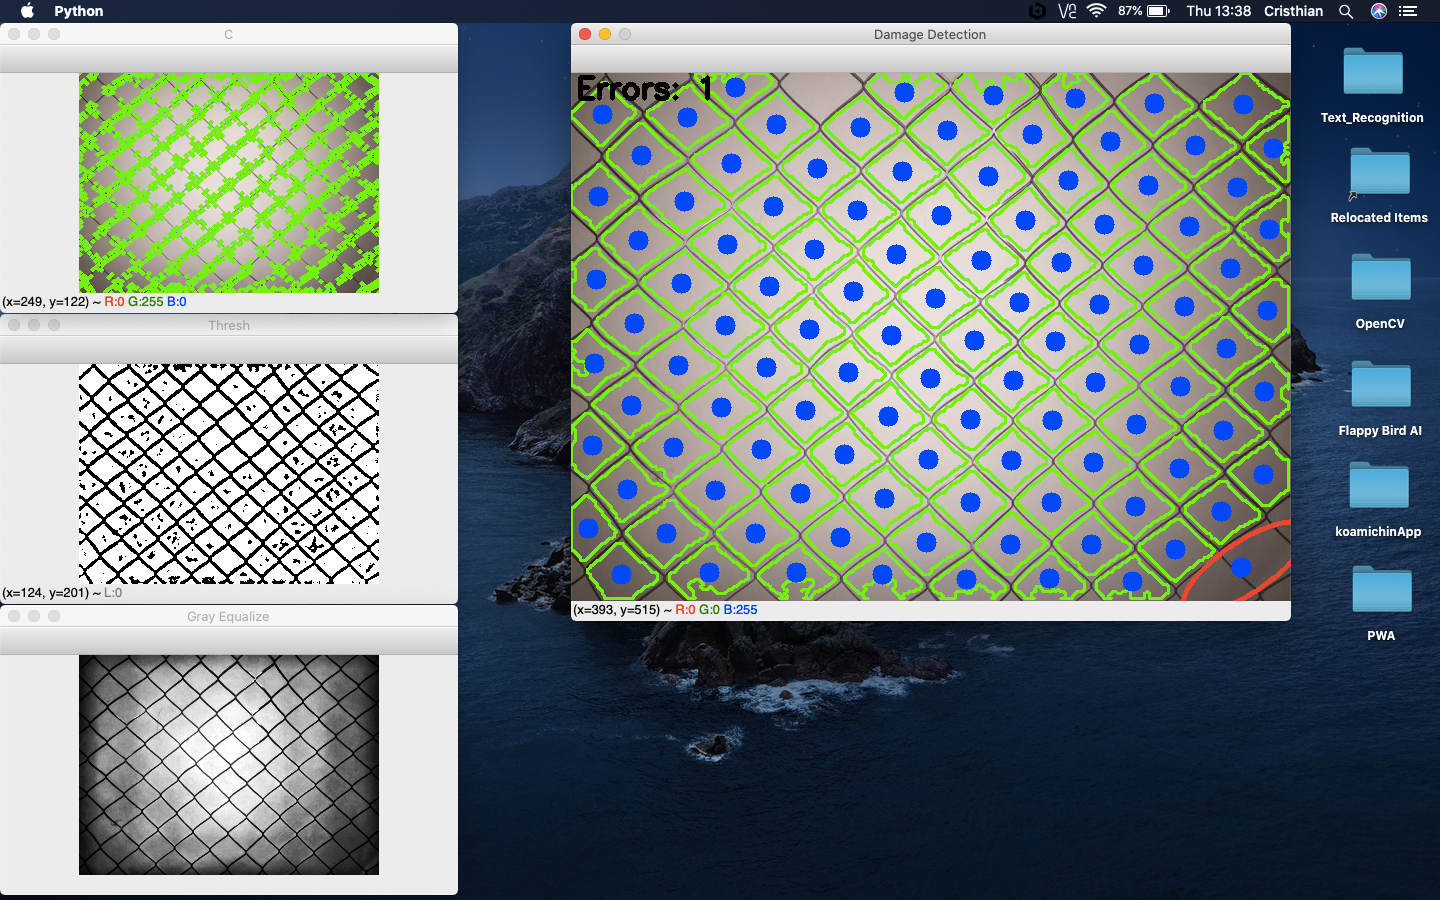 Python
87%
Thu 13:38
Cristhian
C
(x=249, y=122) ~ R:0 G:255 B:0
Thresh
(x=124, y=201) ~ L:0
Gray Equalize
Damage Detection
Errors: 1
(x=393, y=515) ~ R:0 G:0 B:255
Text_Recognition
Relocated Items
OpenCV
Flappy Bird AI
koamichinApp
PWA